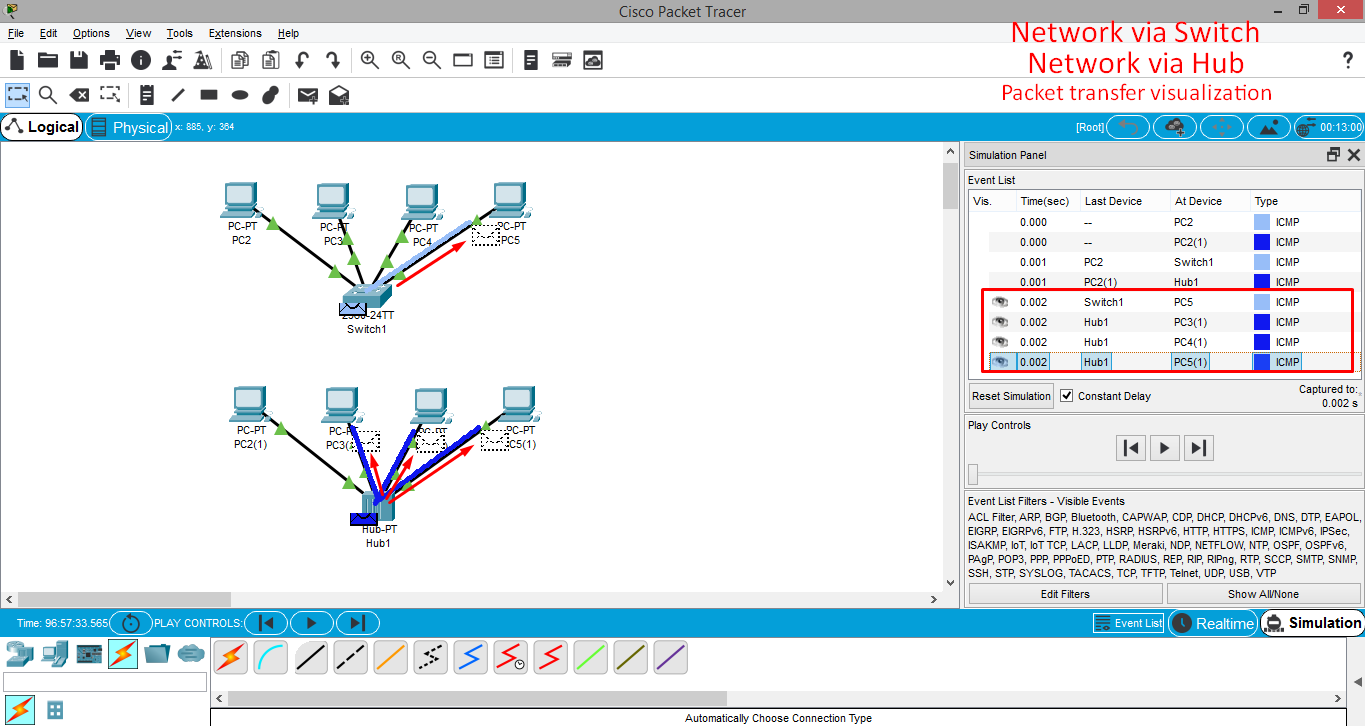 Cisco Packet Tracer
File Edit Options View Tools Extensions Help
Network via Switch
Network via Hub
Packet transfer visualization
?
Logical Physical x: 885, y: 364 [Root] 00:13:00
Simulation Panel
Event List
Vis. Time(sec) Last Device At Device Type
0.000 -- PC2 ICMP
0.000 -- PC2(1) ICMP
0.001 PC2 Switch1 ICMP
0.001 PC2(1) Hub1 ICMP
0.002 Switch1 PC5 ICMP
0.002 Hub1 PC3(1) ICMP
0.002 Hub1 PC4(1) ICMP
0.002 Hub1 PC5(1) ICMP
Reset Simulation Constant Delay Captured to:
0.002 s
Play Controls
Event List Filters - Visible Events
ACL Filter, ARP, BGP, Bluetooth, CAPWAP, CDP, DHCP, DHCPv6, DNS, DTP, EAPOL,
EIGRP, EIGRPv6, FTP, H.323, HSRP, HSRPv6, HTTP, HTTPS, ICMP, ICMPv6, IPSec,
ISAKMP, IoT, IoT TCP, LACP, LLDP, Meraki, NDP, NETFLOW, NTP, OSPF, OSPFv6,
PAgP, POP3, PPP, PPPoED, PTP, RADIUS, REP, RIP, RIPng, RTP, SCCP, SMTP, SNMP,
SSH, STP, SYSLOG, TACACS, TCP, TFTP, Telnet, UDP, USB, VTP
Edit Filters Show All/None
PC-PT PC-PT PC-PT PC-PT
PC2 PC3 PC4 PC5
24TT
Switch1
PC-PT PC-PT PC-PT
PC2(1) PC3( C5(1)
Hub-PT
Hub1
Time: 96:57:33.565 PLAY CONTROLS: Event List Realtime Simulation
Automatically Choose Connection Type